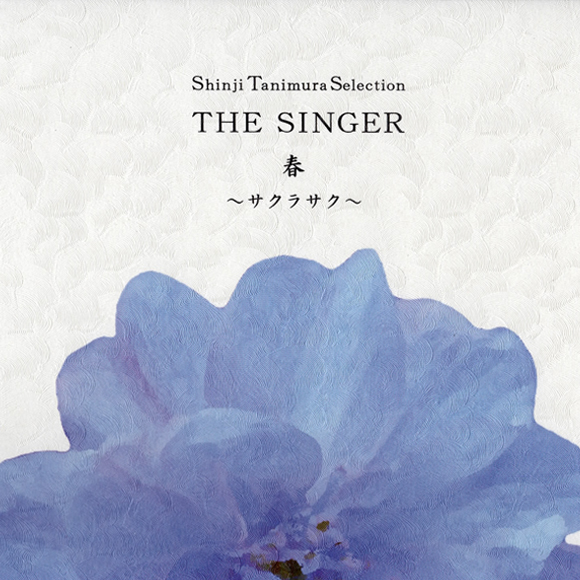 Shinji Tanimura Selection
THE SINGER
春
～サクラサク～